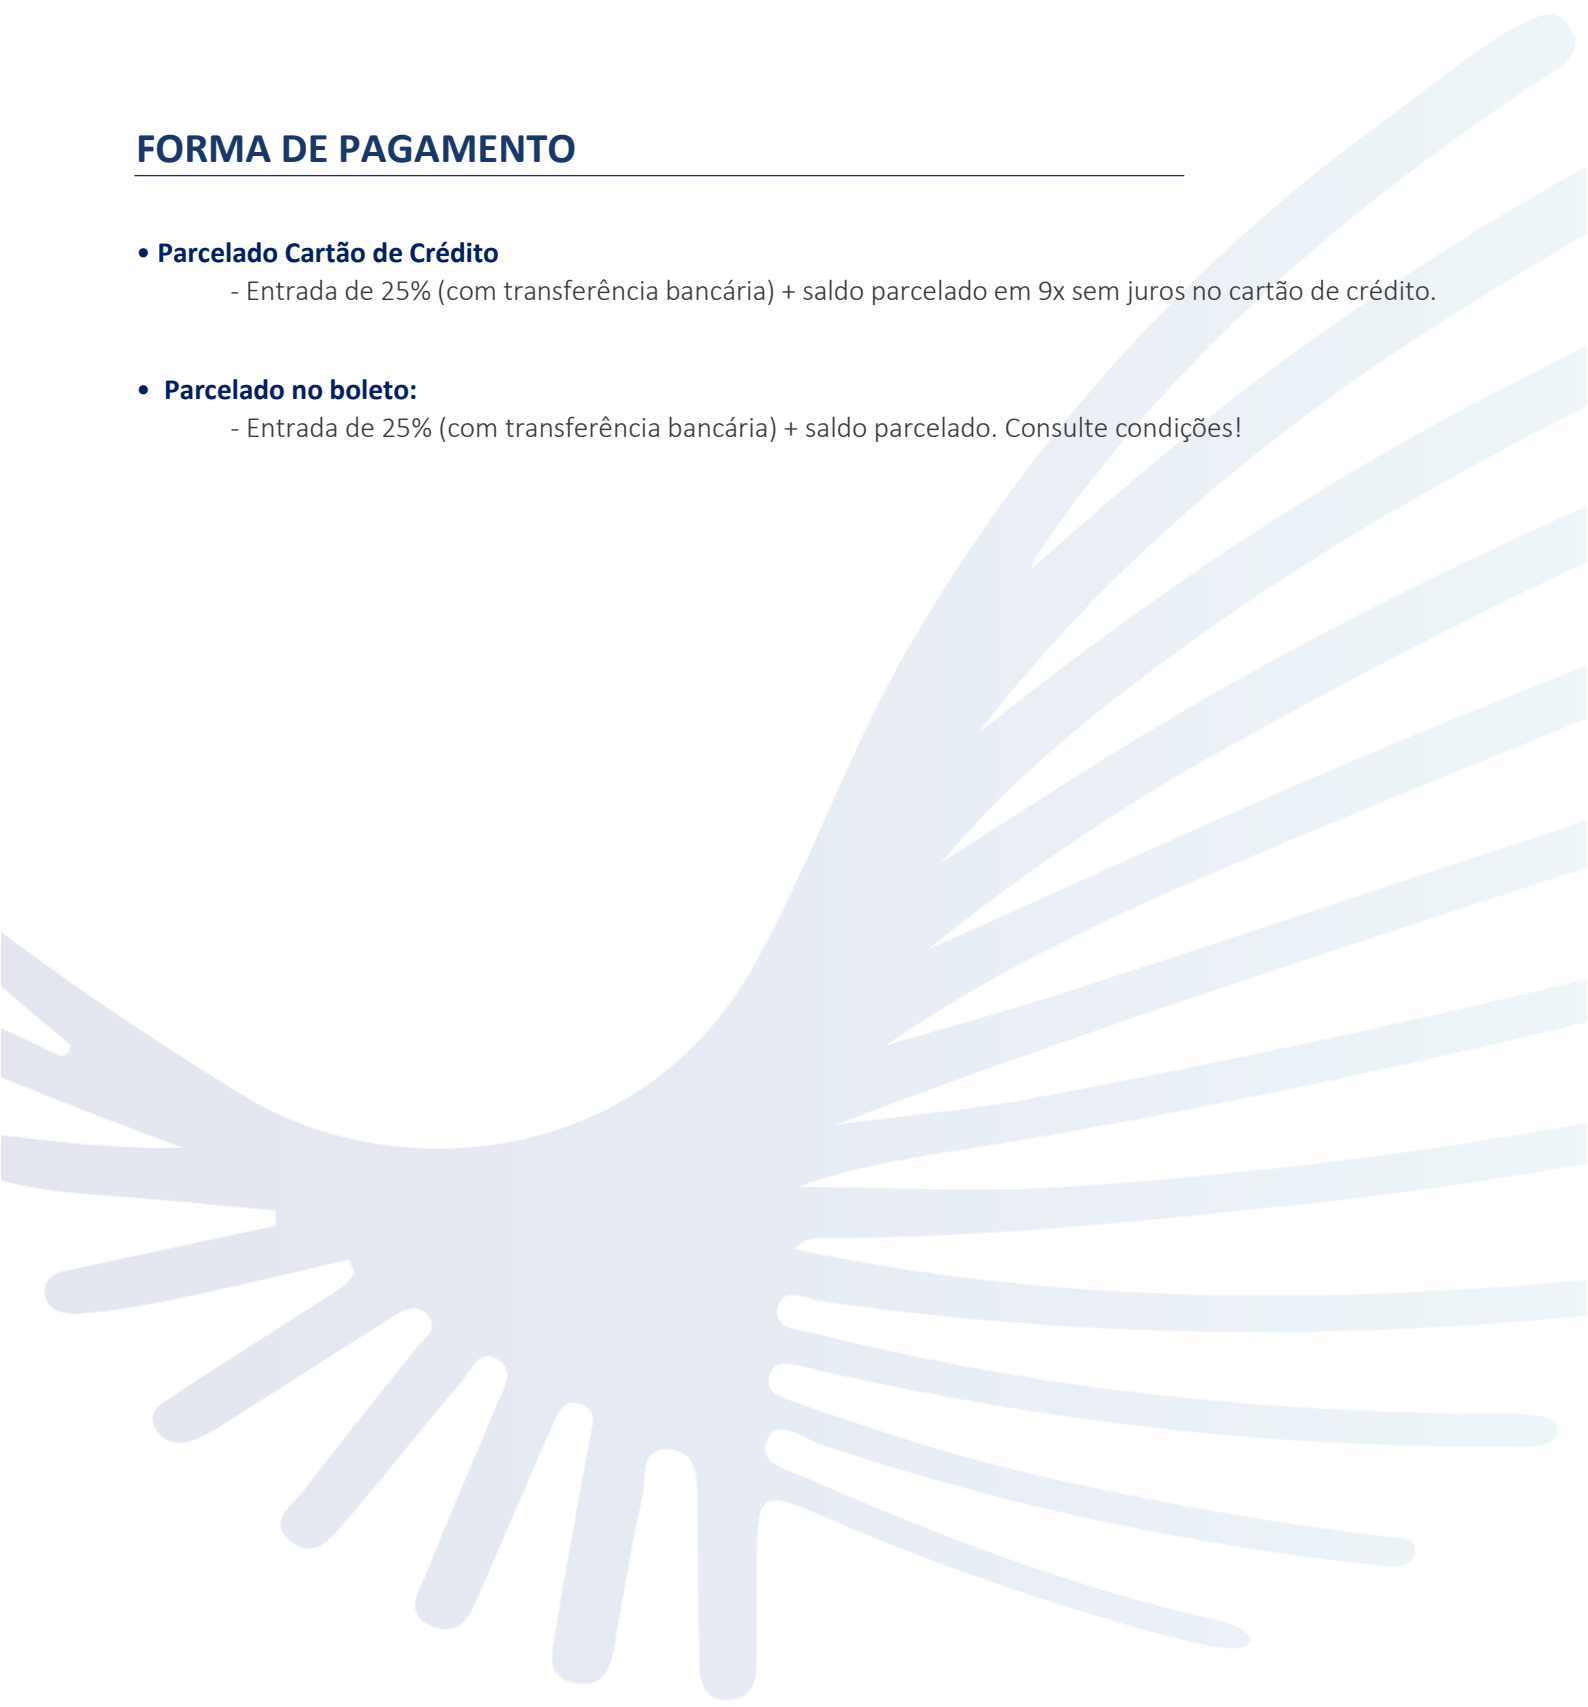 FORMA DE PAGAMENTO
• Parcelado Cartão de Crédito
- Entrada de 25% (com transferência bancária) + saldo parcelado em 9x sem juros no cartão de crédito.
• Parcelado no boleto:
- Entrada de 25% (com transferência bancária) + saldo parcelado. Consulte condições!